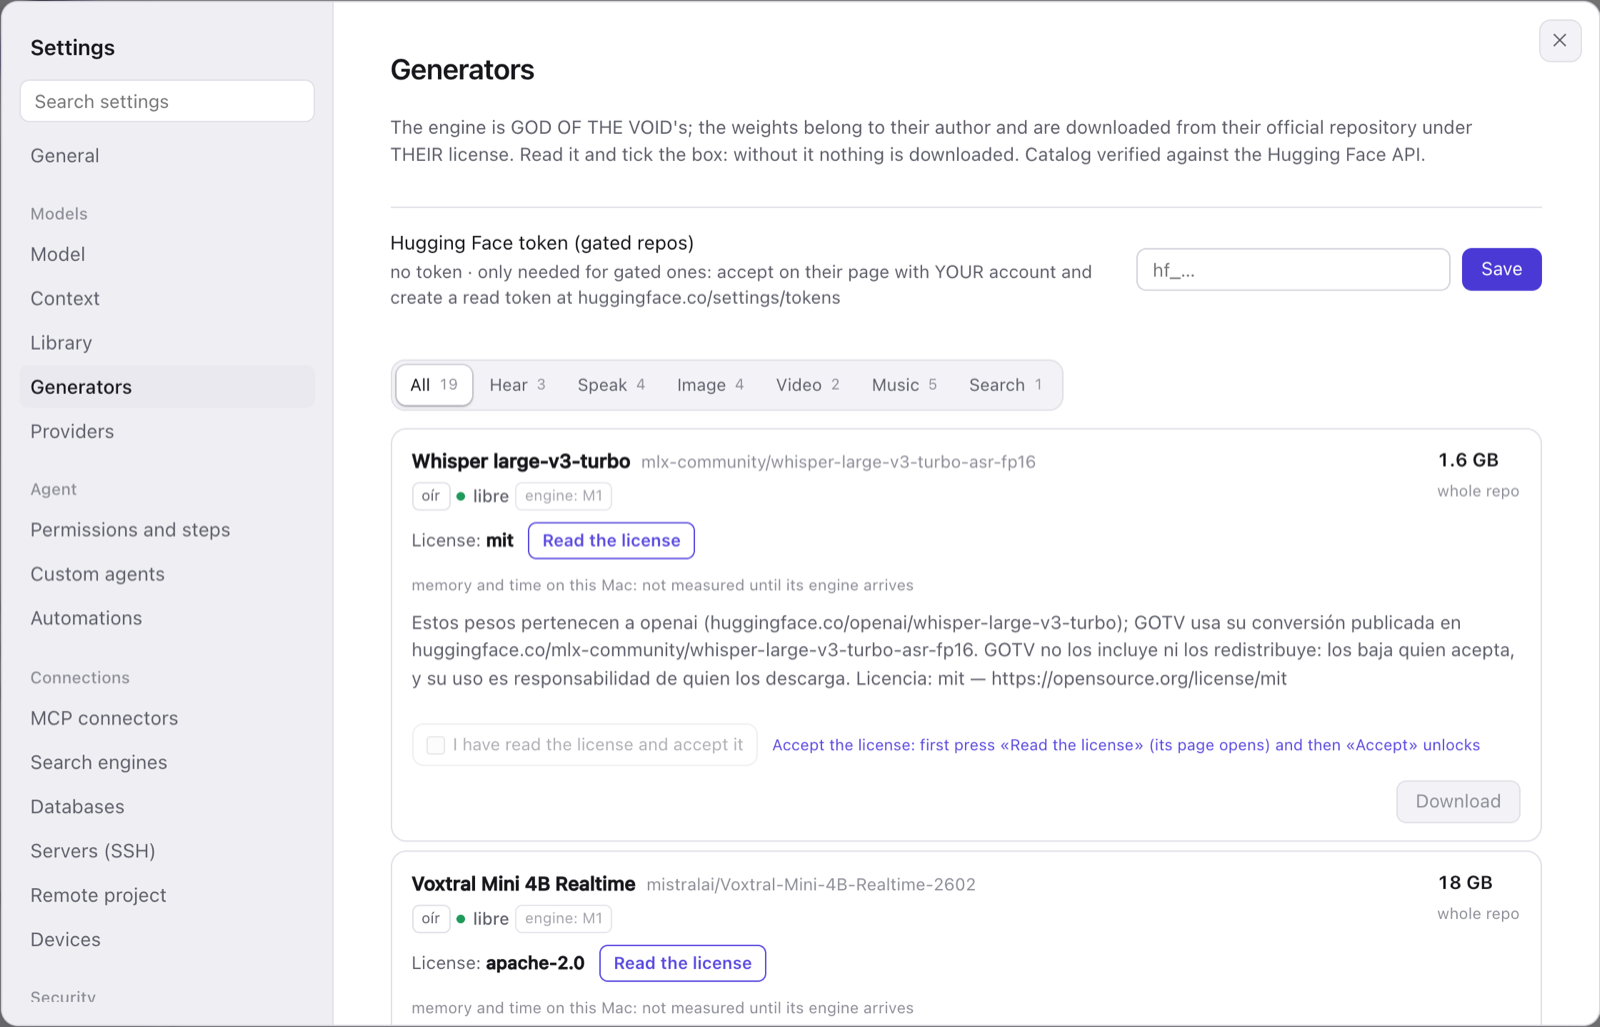 Settings
Search settings
General
Models
Model
Context
Library
Generators
Providers
Agent
Permissions and steps
Custom agents
Automations
Connections
MCP connectors
Search engines
Databases
Servers (SSH)
Remote project
Devices
Security
Generators
The engine is GOD OF THE VOID's; the weights belong to their author and are downloaded from their official repository under
THEIR license. Read it and tick the box: without it nothing is downloaded. Catalog verified against the Hugging Face API.
Hugging Face token (gated repos)
no token · only needed for gated ones: accept on their page with YOUR account and
create a read token at huggingface.co/settings/tokens
hf_...
Save
All 19 Hear 3 Speak 4 Image 4 Video 2 Music 5 Search 1
Whisper large-v3-turbo mlx-community/whisper-large-v3-turbo-asr-fp16
1.6 GB
whole repo
oír libre engine: M1
License: mit Read the license
memory and time on this Mac: not measured until its engine arrives
Estos pesos pertenecen a openai (huggingface.co/openai/whisper-large-v3-turbo); GOTV usa su conversión publicada en
huggingface.co/mlx-community/whisper-large-v3-turbo-asr-fp16. GOTV no los incluye ni los redistribuye: los baja quien acepta,
y su uso es responsabilidad de quien los descarga. Licencia: mit — https://opensource.org/license/mit
I have read the license and accept it
Accept the license: first press «Read the license» (its page opens) and then «Accept» unlocks
Download
Voxtral Mini 4B Realtime mistralai/Voxtral-Mini-4B-Realtime-2602
18 GB
whole repo
oír libre engine: M1
License: apache-2.0 Read the license
memory and time on this Mac: not measured until its engine arrives